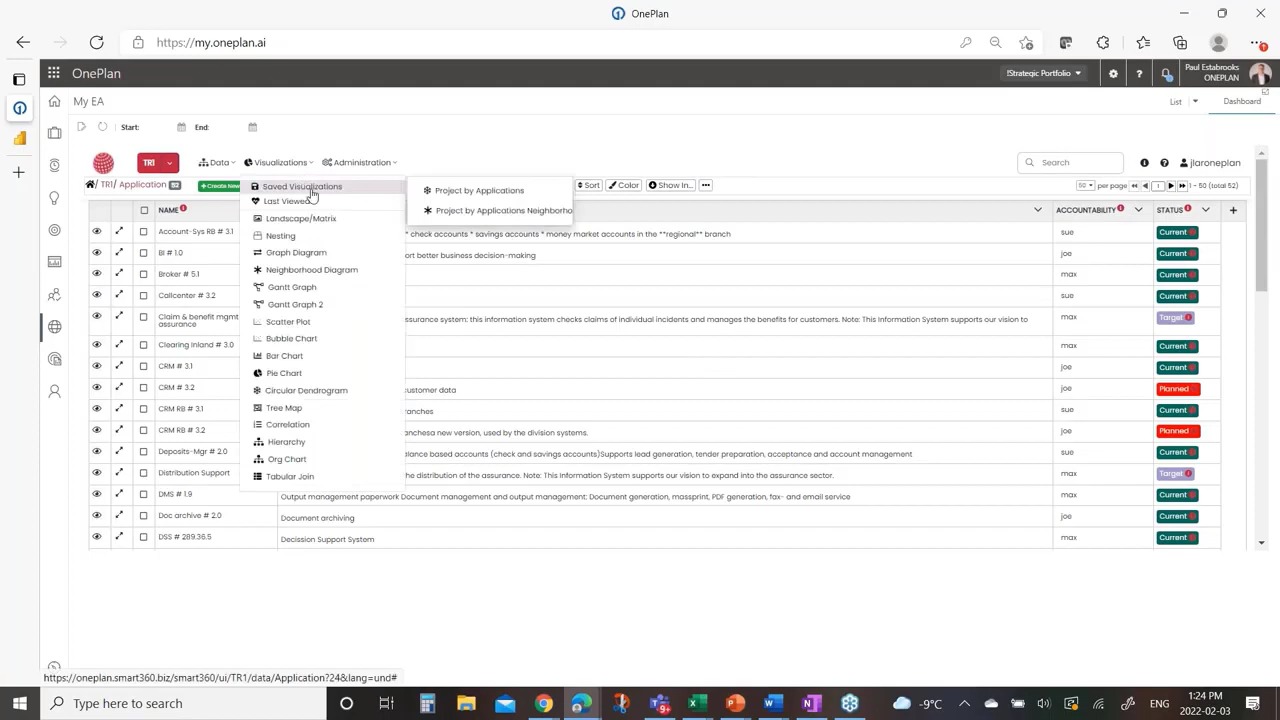 OnePlan
https://my.oneplan.ai
OnePlan
!Strategic Portfolio
Paul Estabrooks
ONEPLAN
My EA
List
Dashboard
Start:
End:
TR1
Data
Visualizations
Administration
Search
jlaroneplan
/ TR1/ Application 52
+Create New
Sort
Color
Show In...
50
per page
1
1-50 (total 52)
Saved Visualizations
Last Viewed
Landscape/Matrix
Nesting
Graph Diagram
Neighborhood Diagram
Gantt Graph
Gantt Graph 2
Scatter Plot
Bubble Chart
Bar Chart
Pie Chart
Circular Dendrogram
Tree Map
Correlation
Hierarchy
Org Chart
Tabular Join
Project by Applications
Project by Applications Neighborho
NAME
ACCOUNTABILITY
STATUS
Account-Sys RB # 3.1
* check accounts * savings accounts * money market accounts in the **regional** branch
sue
Current
BI # 1.0
ort better business decision-making
joe
Current
Broker # 5.1
max
Current
Callcenter # 3.2
sue
Current
Claim & benefit mgmt
assurance
ssurance system: this information system checks claims of individual incidents and manages the benefits for customers. Note: This Information System supports our vision to
max
Target
Clearing Inland # 3.0
max
Current
CRM # 3.1
joe
Current
CRM # 3.2
customer data
joe
Planned
CRM RB # 3.1
ranches
sue
Current
CRM RB # 3.2
ranchesa new version, used by the division systems.
joe
Planned
Deposits-Mgr # 2.0
alance based accounts (check and savings accounts)Supports lead generation, tender preparation, acceptance and account management
sue
Current
Distribution Support
the distribution of the assurance. Note: This Information System supports our vision to expand into the assurance sector.
max
Target
DMS # 1.9
Output management paperwork Document management and output management: Document generation, massprint, PDF generation, fax- and email service
max
Current
Doc archive # 2.0
Document archiving
joe
Current
DSS # 289.36.5
Decission Support System
max
Current
https://oneplan.smart360.biz/smart360/ui/TR1/data/Application?24&lang=und#
Type here to search
9+
-9°C
ENG
1:24 PM
2022-02-03